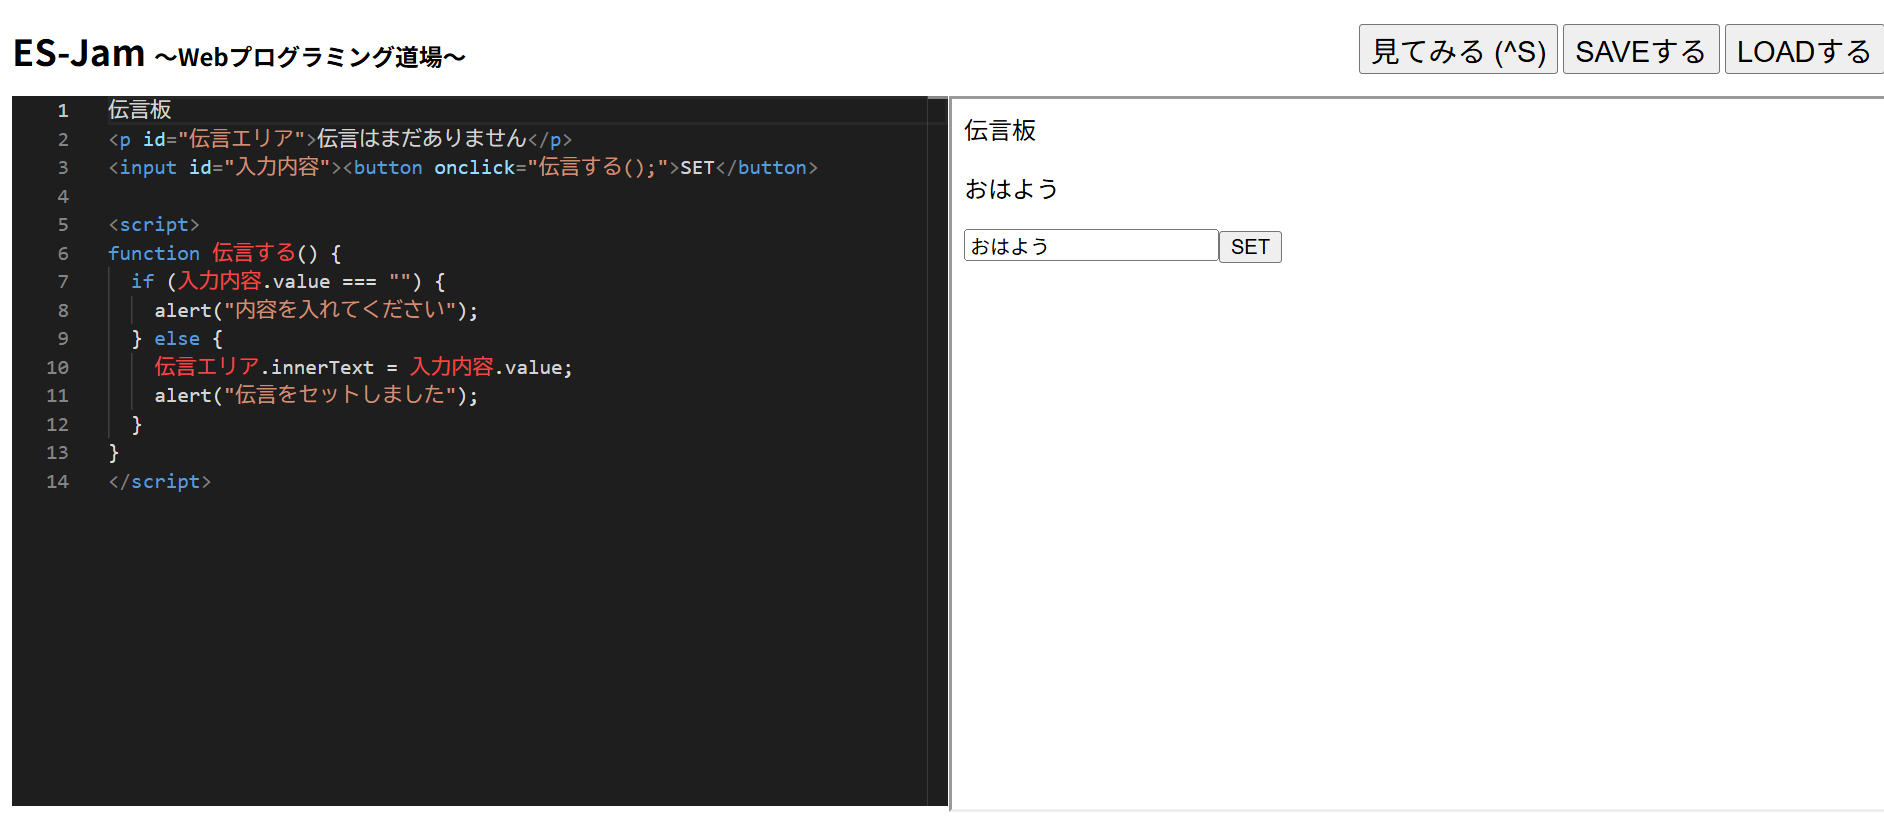 ES-Jam ～Webプログラミング道場～
見てみる (^S) SAVEする LOADする
1 伝言板
2 <p id="伝言エリア">伝言はまだありません</p>
3 <input id="入力内容"><button onclick="伝言する();">SET</button>
4
5 <script>
6 function 伝言する() {
7   if (入力内容.value === "") {
8     alert("内容を入れてください");
9   } else {
10     伝言エリア.innerText = 入力内容.value;
11     alert("伝言をセットしました");
12   }
13 }
14 </script>
伝言板
おはよう
おはよう SET